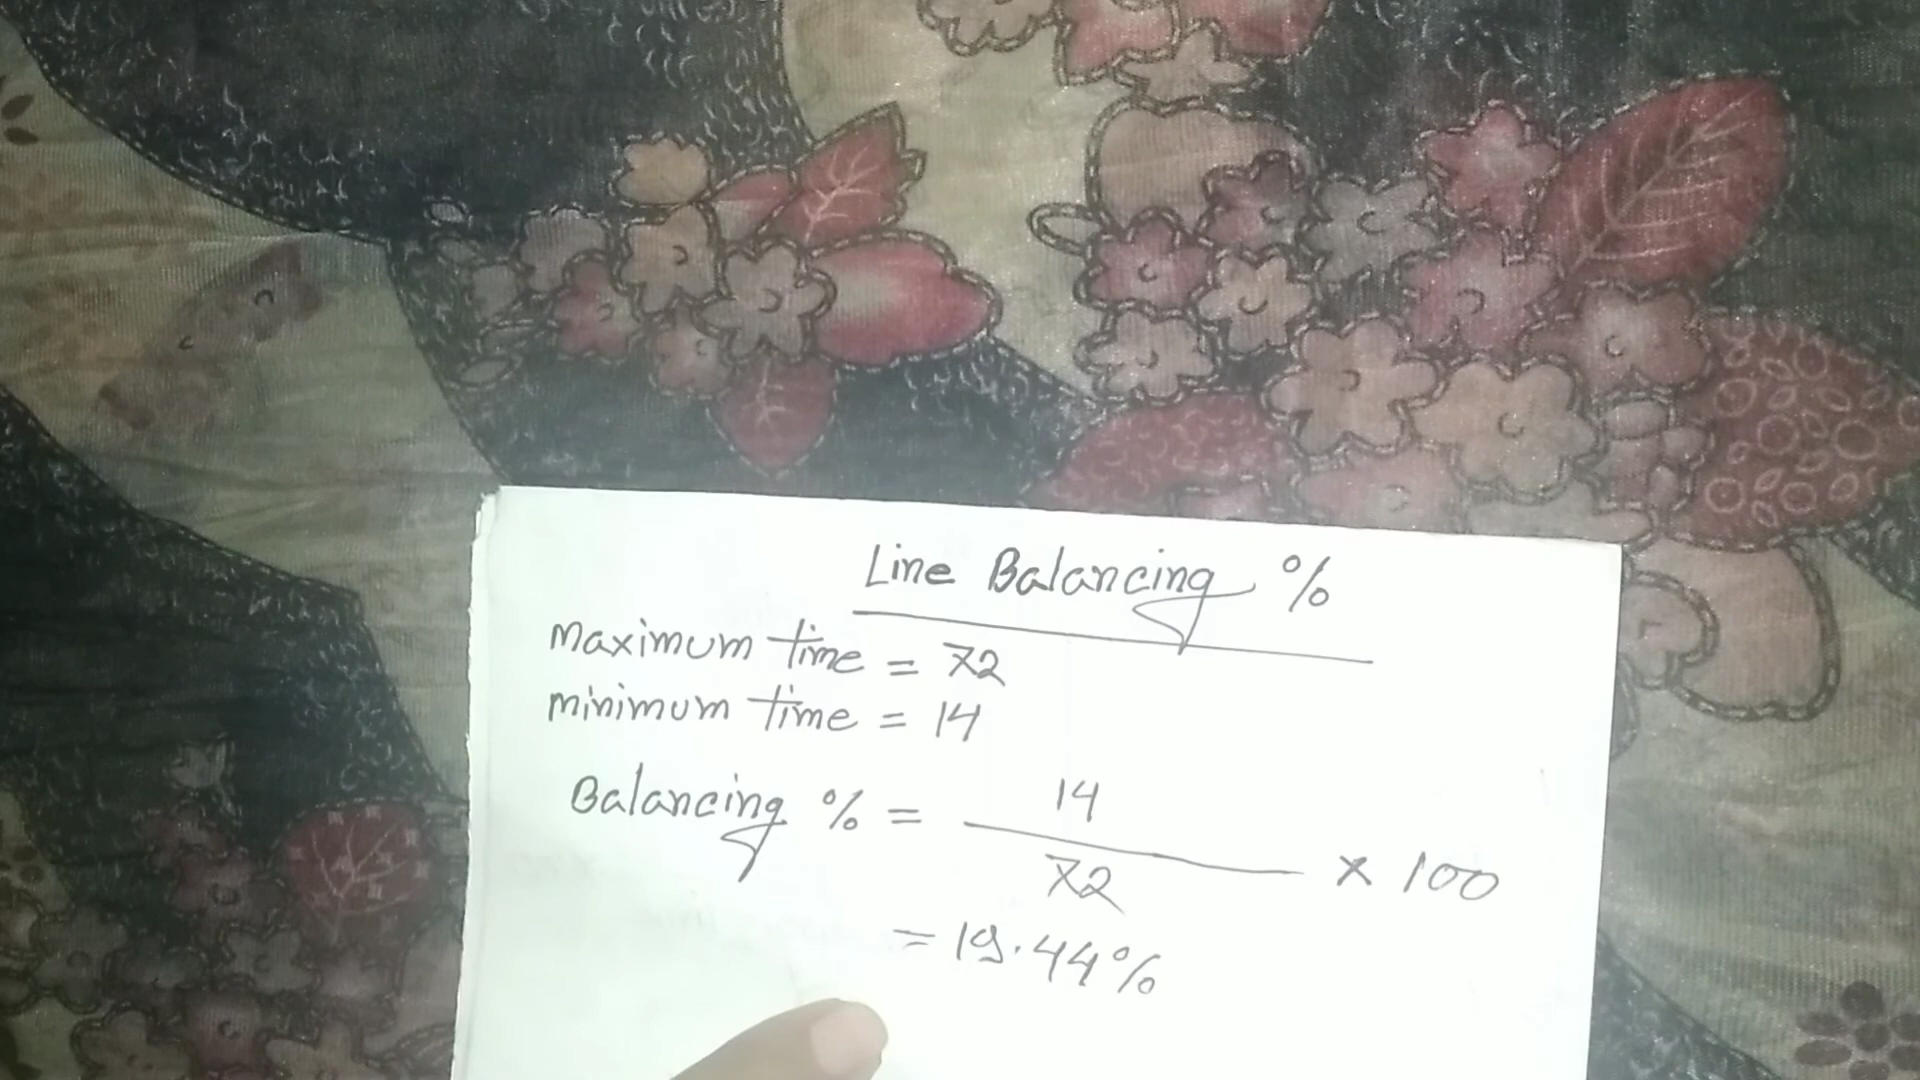 Line Balancing %
maximum time = 72
minimum time = 14
Balancing % = 14
72 × 100
= 19.44%